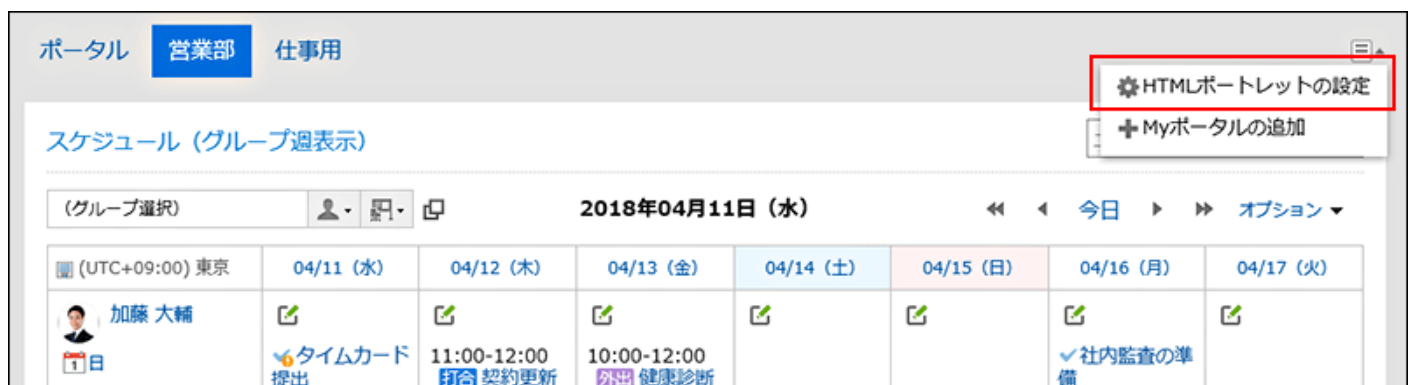 ポータル 営業部 仕事用
HTMLポートレットの設定
Myポータルの追加
スケジュール（グループ週表示）
（グループ選択） 2018年04月11日（水） 今日 オプション
(UTC+09:00) 東京 04/11（水） 04/12（木） 04/13（金） 04/14（土） 04/15（日） 04/16（月） 04/17（火）
加藤 大輔
1日 タイムカード 11:00-12:00 10:00-12:00 社内監査の準
提出 打合 契約更新 外出 健康診断 備